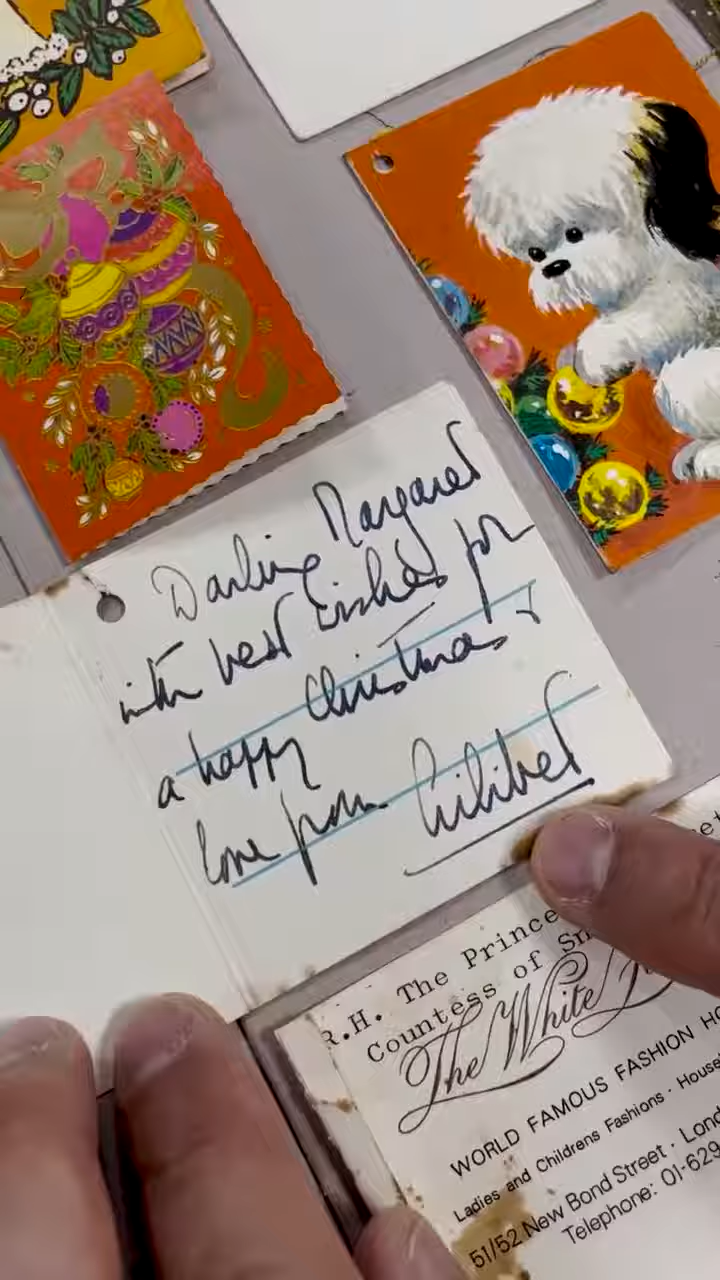 Darling Margaret
with best wishes for
a happy Christmas &
love from Lilibet
R.H. The Prince
Countess of Sn
The White
WORLD FAMOUS FASHION HO
Ladies and Childrens Fashions · House
51/52 New Bond Street · Lond
Telephone: 01-629